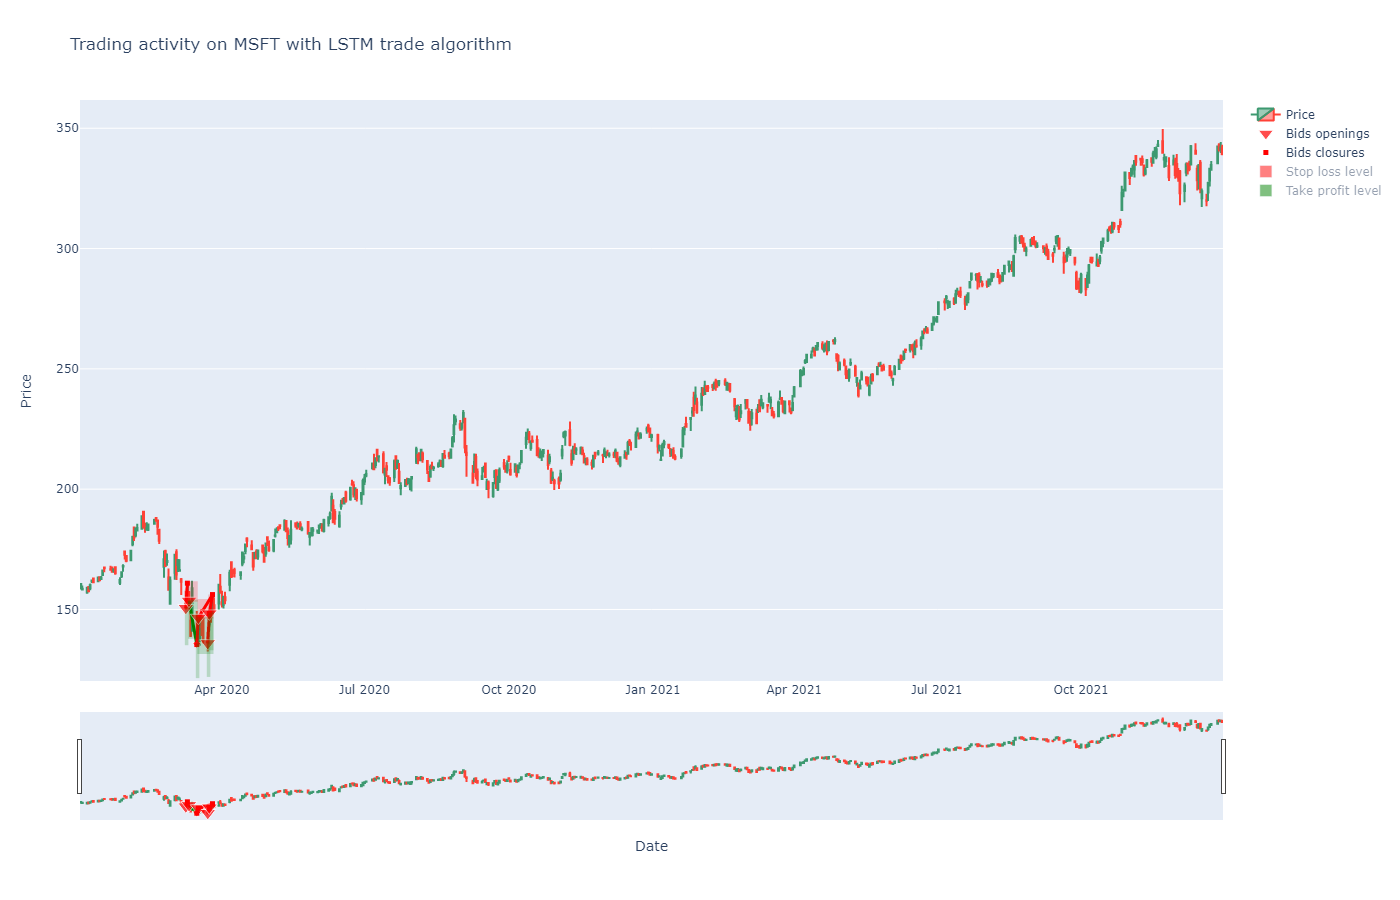 Trading activity on MSFT with LSTM trade algorithm
Price
Bids openings
Bids closures
Stop loss level
Take profit level
350
300
250
200
150
Price
Apr 2020
Jul 2020
Oct 2020
Jan 2021
Apr 2021
Jul 2021
Oct 2021
Date